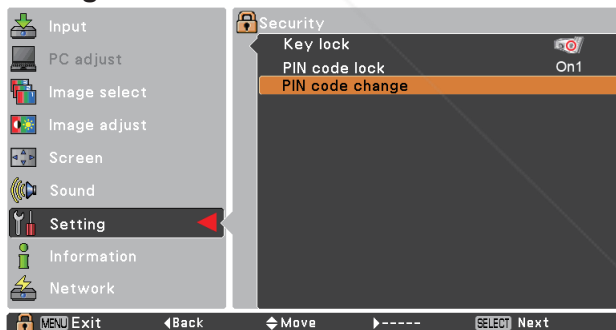 Input
PC adjust
Image select
Image adjust
Screen
Sound
Setting
Information
Network
Security
Key lock
PIN code lock On1
PIN code change
MENU Exit Back Move ----- SELECT Next